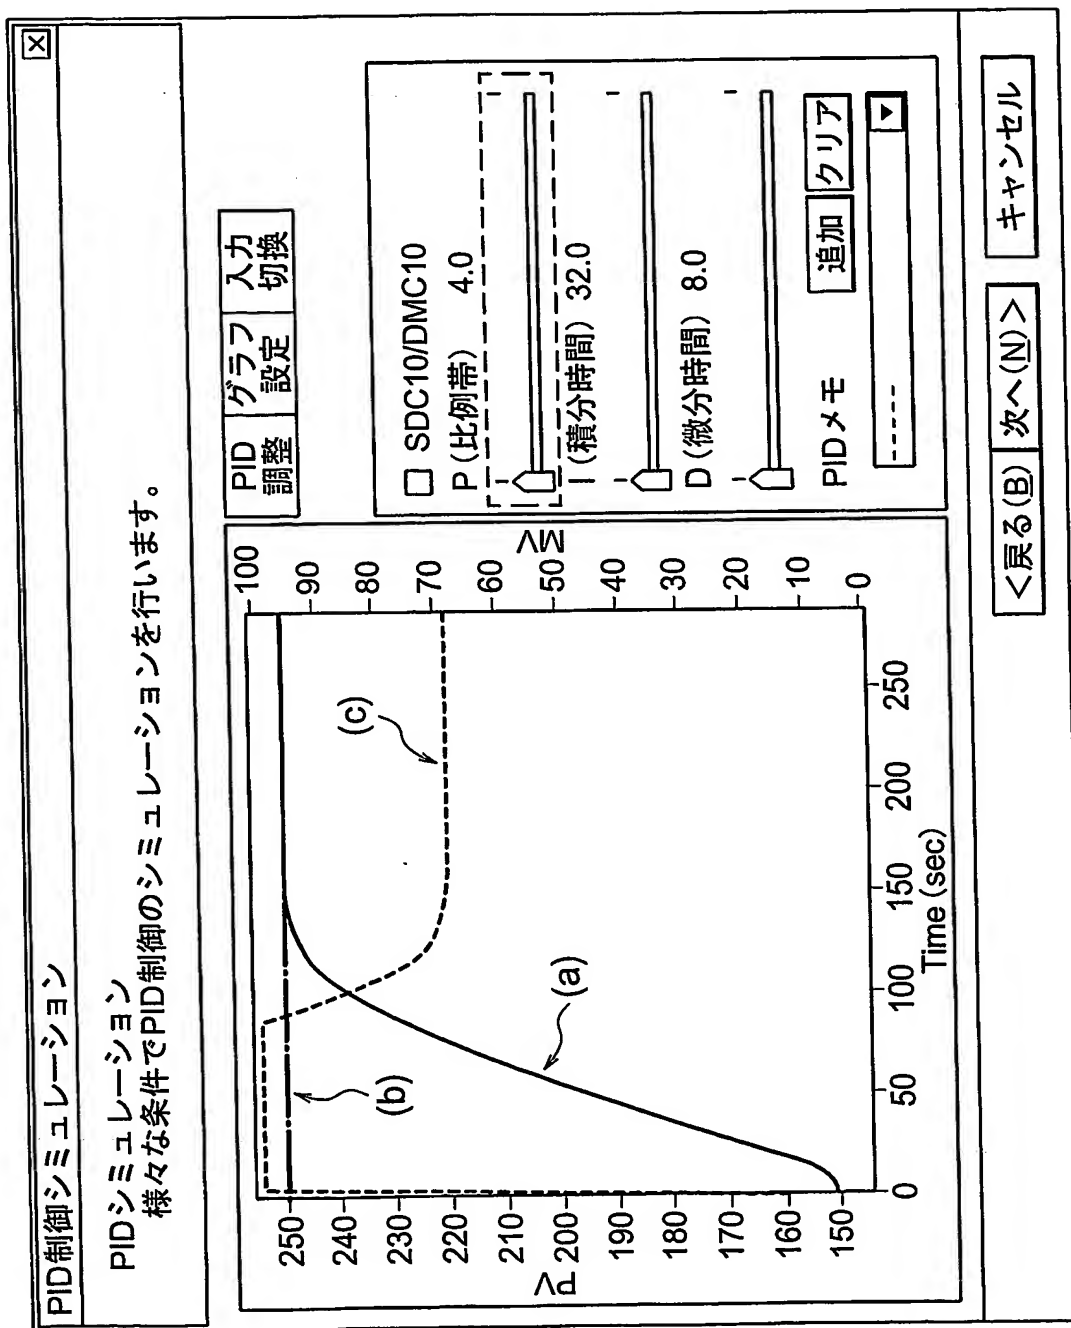 PID制御シミュレーション
PIDシミュレーション
様々な条件でPID制御のシミュレーションを行います。
PID
調整
グラフ
設定
入力
切換
PV
250
240
230
220
210
200
190
180
170
160
150
0
50
100
150
200
250
Time (sec)
MV
100
90
80
70
60
50
40
30
20
10
0
(a)
(b)
(c)
SDC10/DMC10
P (比例帯) 4.0
I (積分時間) 32.0
D (微分時間) 8.0
PIDメモ
追加
クリア
-----
<戻る(B)
次へ(N)>
キャンセル